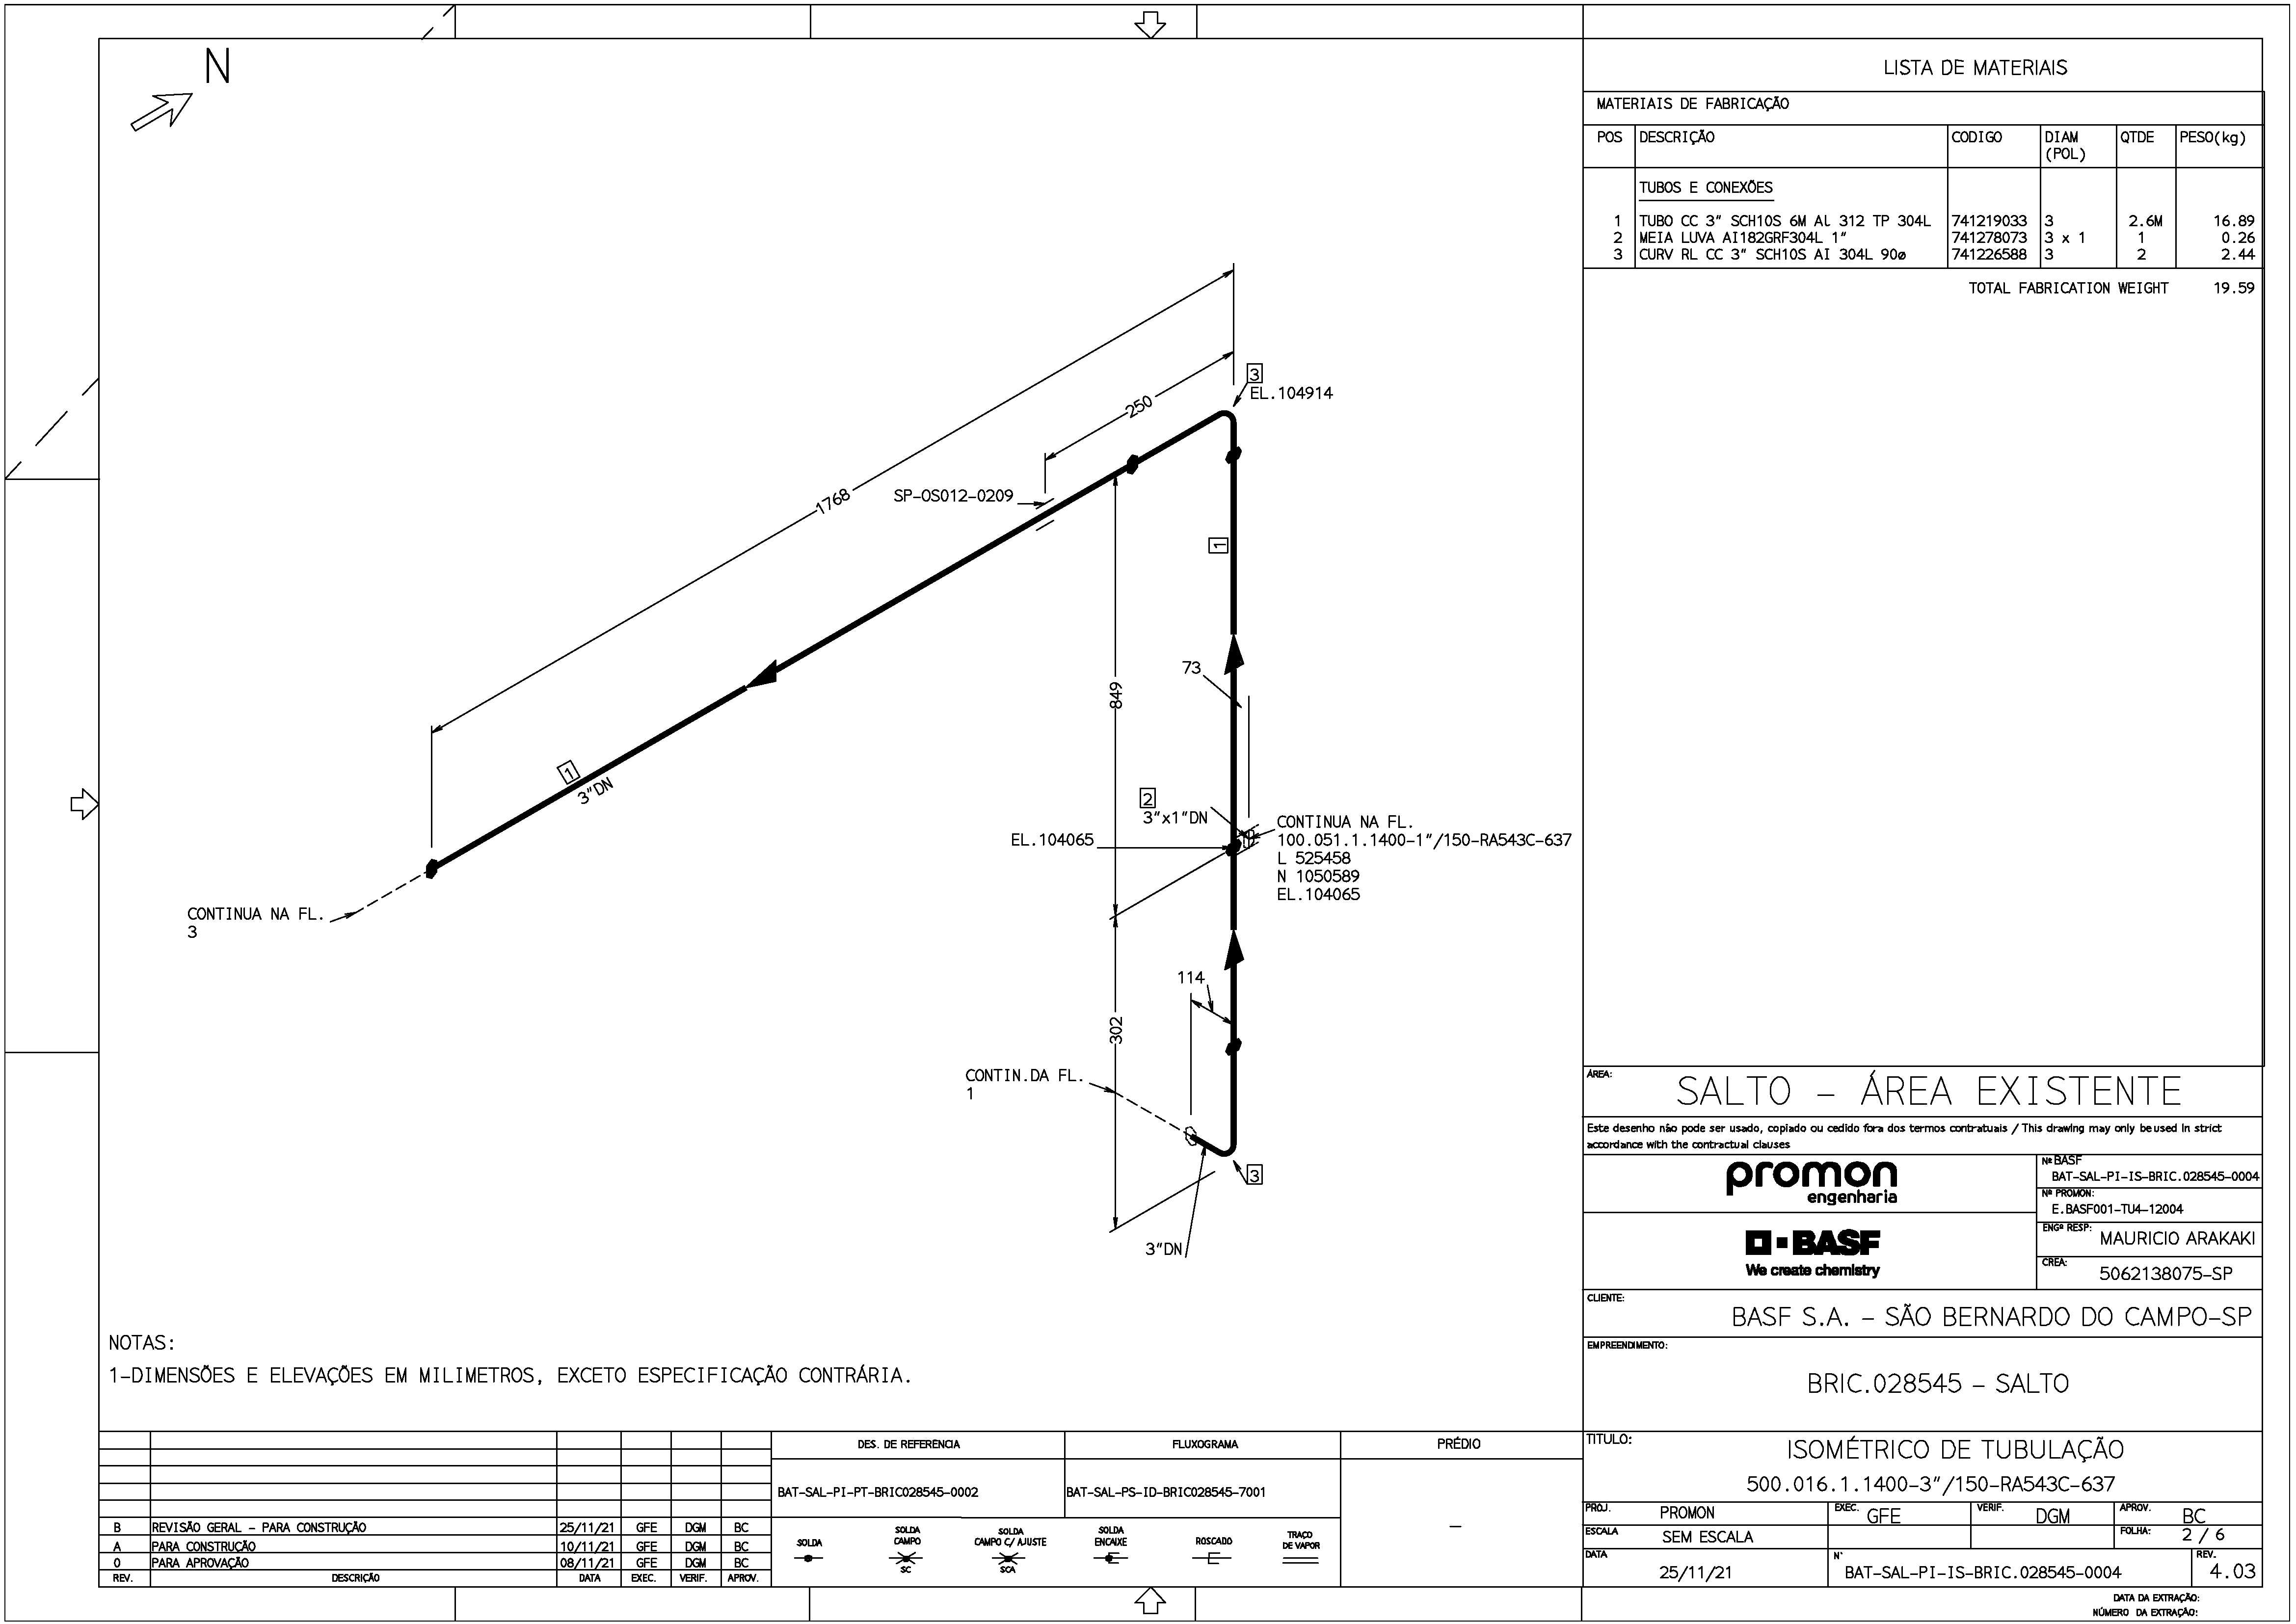 N
LISTA DE MATERIAIS
MATERIAIS DE FABRICAÇÃO
POS DESCRIÇÃO CODIGO DIAM (POL) QTDE PESO(kg)
TUBOS E CONEXÕES
1 TUBO CC 3" SCH10S 6M Al 312 TP 304L 741219033 3 2.6M 16.89
2 MEIA LUVA AI182GRF304L 1" 741278073 3 x 1 1 0.26
3 CURV RL CC 3" SCH10S AI 304L 90ø 741226588 3 2 2.44
TOTAL FABRICATION WEIGHT 19.59
3
EL.104914
250
1768
SP-OS012-0209
1
73
849
1
3"DN
2
3"x1"DN
EL.104065
CONTINUA NA FL.
100.051.1.1400-1"/150-RA543C-637
L 525458
N 1050589
EL.104065
CONTINUA NA FL.
3
114
302
CONTIN.DA FL.
1
3
3"DN
NOTAS:
1-DIMENSÕES E ELEVAÇÕES EM MILIMETROS, EXCETO ESPECIFICAÇÃO CONTRÁRIA.
ÁREA:
SALTO - ÁREA EXISTENTE
Este desenho não pode ser usado, copiado ou cedido fora dos termos contratuais / This drawing may only be used in strict
accordance with the contractual clauses
promon
engenharia
Nº BASF
BAT-SAL-PI-IS-BRIC.028545-0004
Nº PROMON:
E.BASF001-TU4-12004
BASF
We create chemistry
ENGº RESP:
MAURICIO ARAKAKI
CREA:
5062138075-SP
CLIENTE:
BASF S.A. - SÃO BERNARDO DO CAMPO-SP
EMPREENDIMENTO:
BRIC.028545 - SALTO
TITULO:
ISOMÉTRICO DE TUBULAÇÃO
500.016.1.1400-3"/150-RA543C-637
PROJ. PROMON EXEC. GFE VERIF. DGM APROV. BC
ESCALA SEM ESCALA FOLHA: 2 / 6
DATA 25/11/21 N° BAT-SAL-PI-IS-BRIC.028545-0004 REV. 4.03
B REVISÃO GERAL - PARA CONSTRUÇÃO 25/11/21 GFE DGM BC
A PARA CONSTRUÇÃO 10/11/21 GFE DGM BC
0 PARA APROVAÇÃO 08/11/21 GFE DGM BC
REV. DESCRIÇÃO DATA EXEC. VERIF. APROV.
DES. DE REFERÊNCIA FLUXOGRAMA PRÉDIO
BAT-SAL-PI-PT-BRIC028545-0002 BAT-SAL-PS-ID-BRIC028545-7001 -
SOLDA
SOLDA CAMPO
SC
SOLDA CAMPO C/ AJUSTE
SCA
SOLDA ENCAIXE
ROSCADO
TRAÇO DE VAPOR
DATA DA EXTRAÇÃO:
NÚMERO DA EXTRAÇÃO: